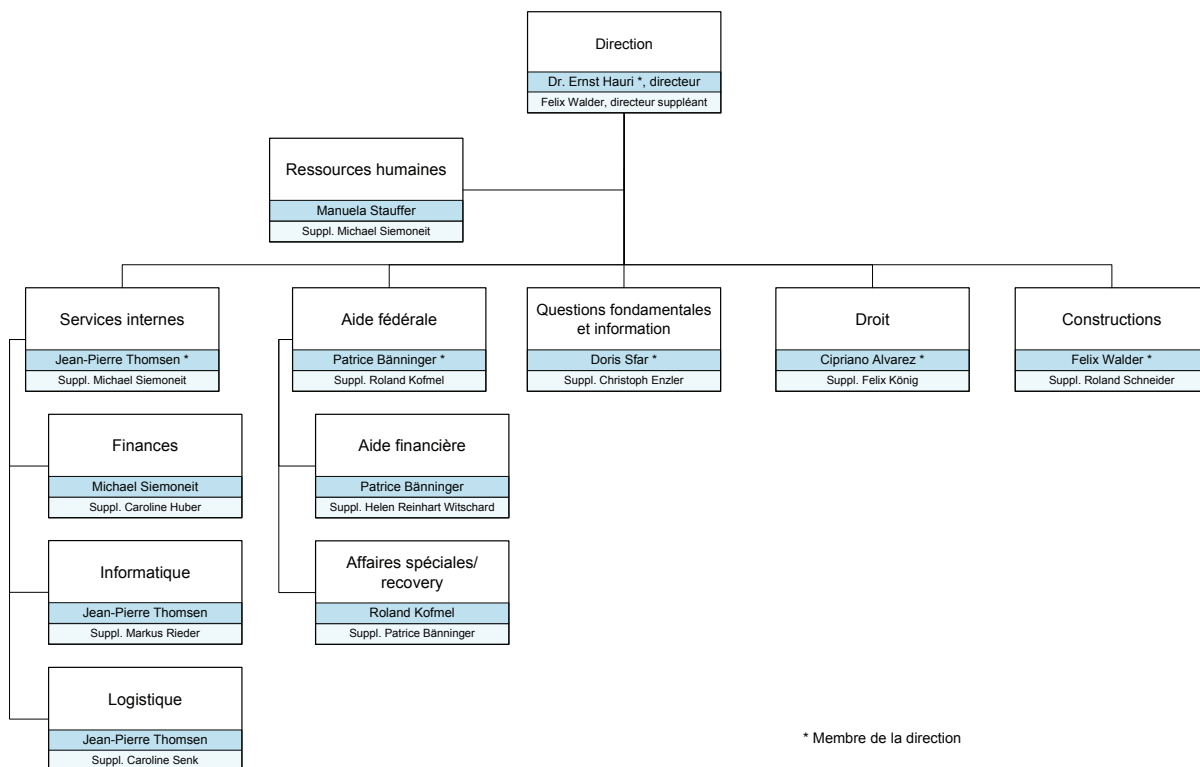 Direction
Dr. Ernst Hauri *, directeur
Felix Walder, directeur suppléant
Ressources humaines
Manuela Stauffer
Suppl. Michael Siemoneit
Services internes
Jean-Pierre Thomsen *
Suppl. Michael Siemoneit
Aide fédérale
Patrice Bänninger *
Suppl. Roland Kofmel
Questions fondamentales
et information
Doris Sfar *
Suppl. Christoph Enzler
Droit
Cipriano Alvarez *
Suppl. Felix König
Constructions
Felix Walder *
Suppl. Roland Schneider
Finances
Michael Siemoneit
Suppl. Caroline Huber
Aide financière
Patrice Bänninger
Suppl. Helen Reinhart Witschard
Informatique
Jean-Pierre Thomsen
Suppl. Markus Rieder
Affaires spéciales/
recovery
Roland Kofmel
Suppl. Patrice Bänninger
Logistique
Jean-Pierre Thomsen
Suppl. Caroline Senk
* Membre de la direction